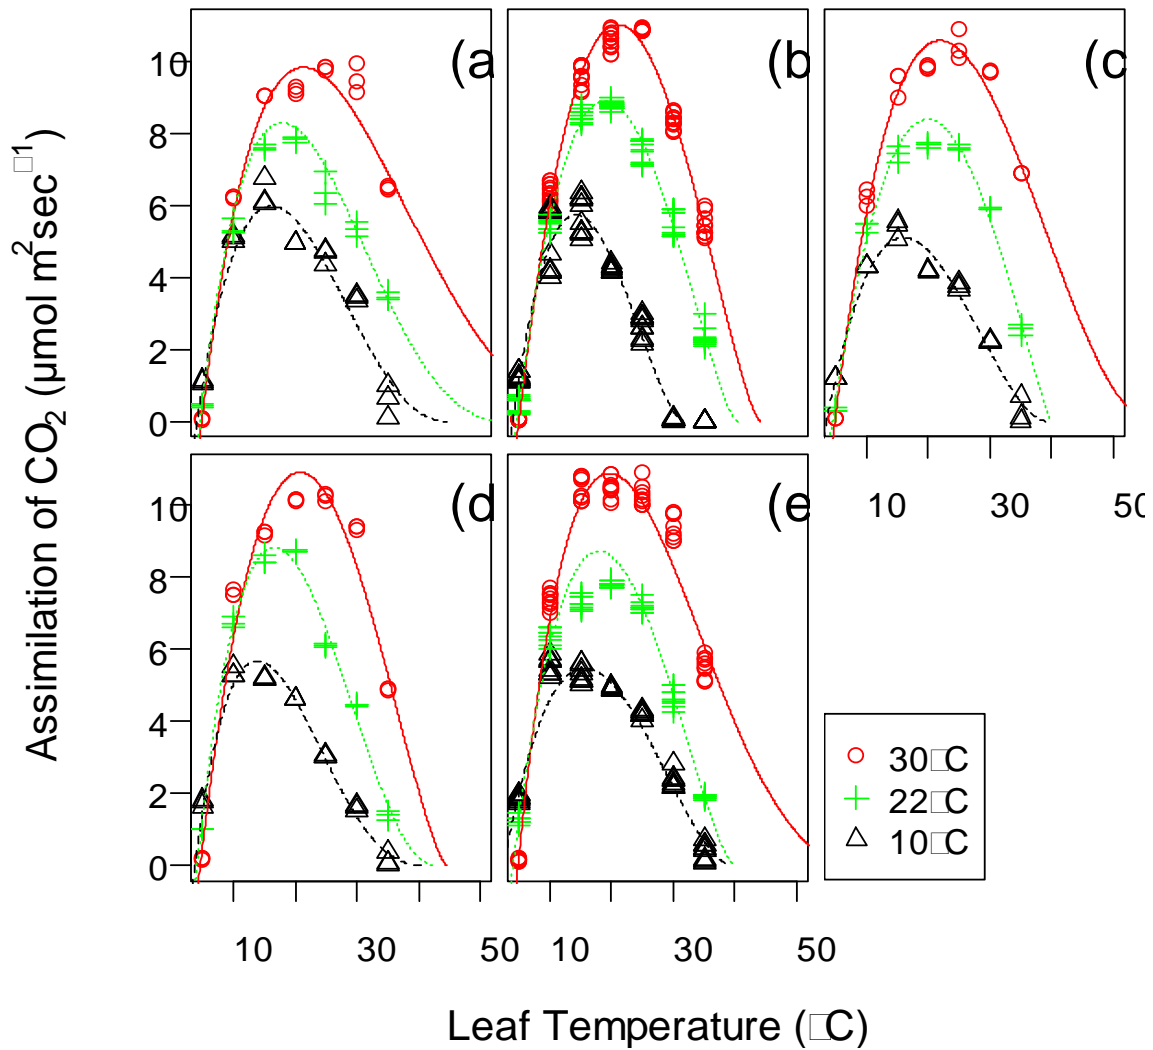 (a
(b
(c
10
8
6
4
2
0
10 30 50
(d
(e
10
8
6
4
2
0
10 30 50
10 30 50
30□C
22□C
10□C
Assimilation of CO2 (μmol m2sec□1)
Leaf Temperature (□C)